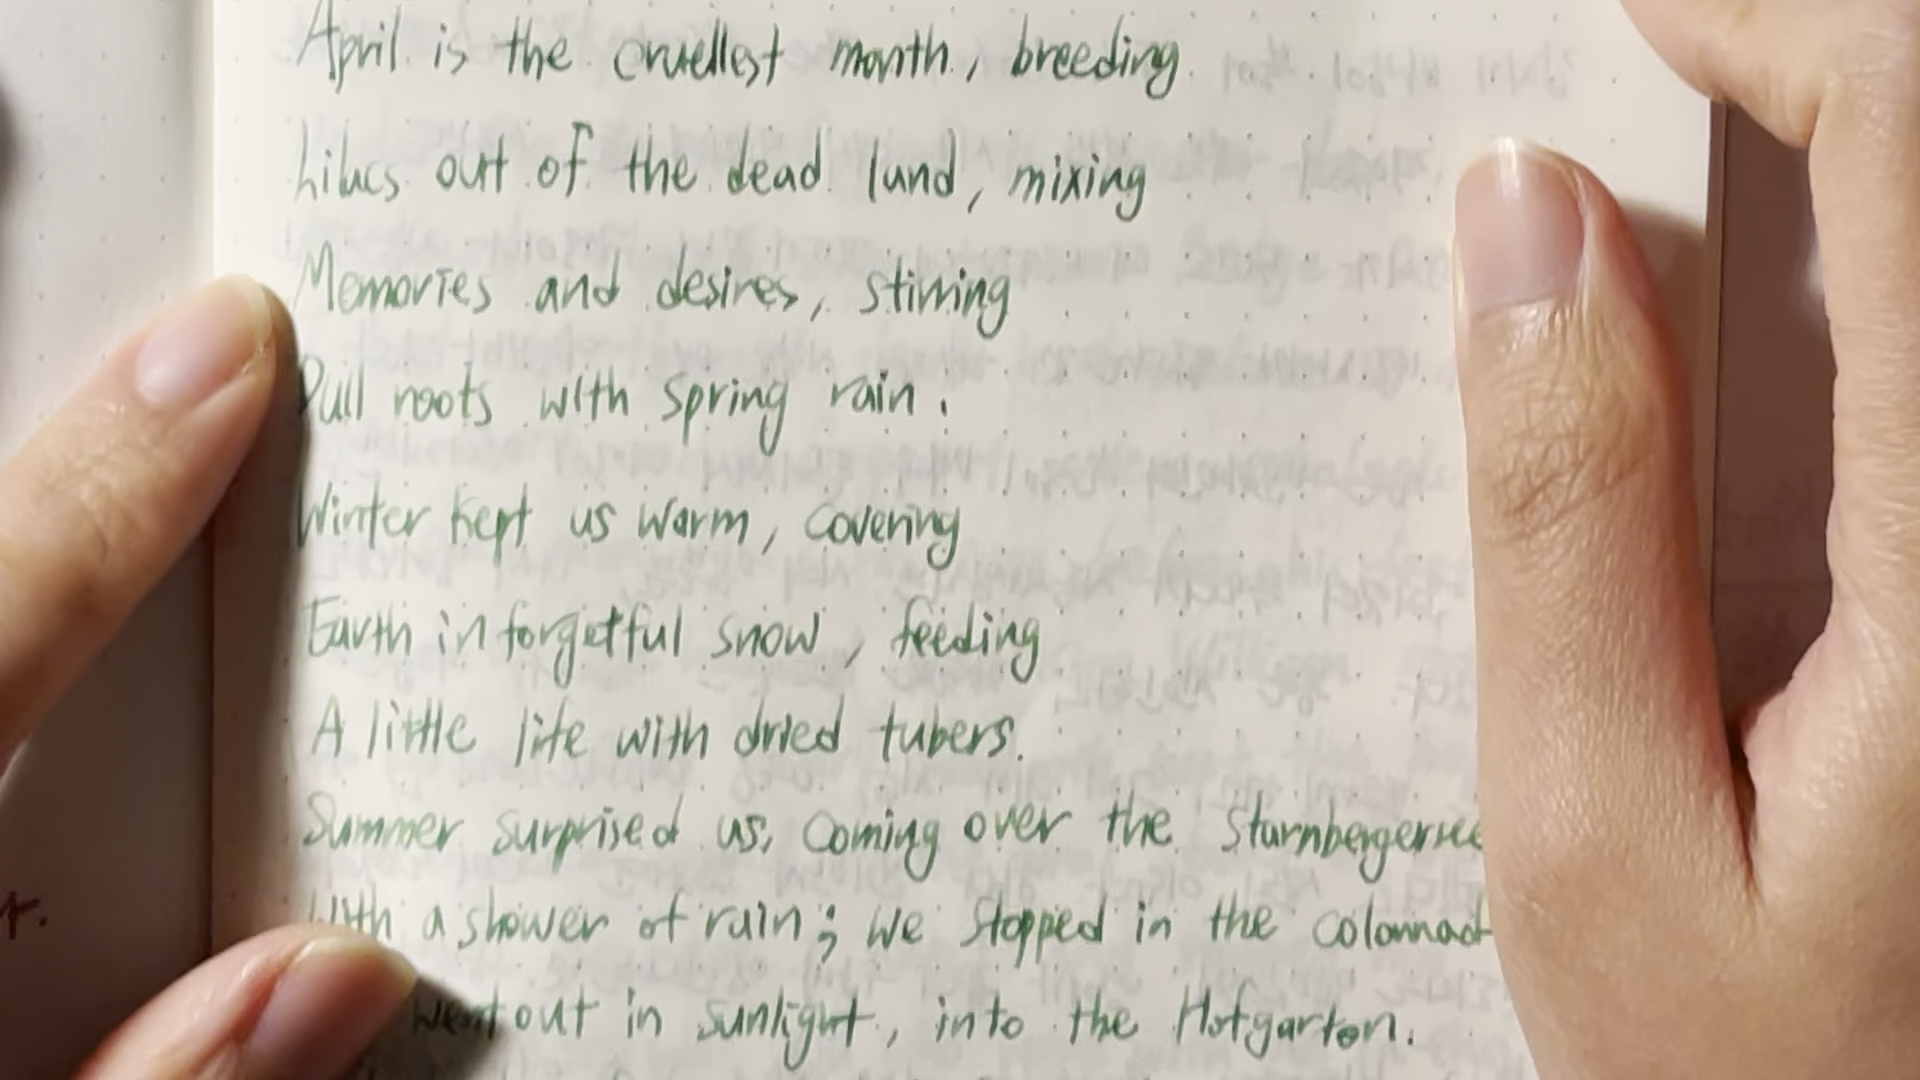 April is the cruellest month, breeding
Lilacs out of the dead land, mixing
Memories and desires, stirring
Dull roots with spring rain.
Winter kept us warm, covering
Earth in forgetful snow, feeding
A little life with dried tubers.
Summer surprised us, coming over the
With a shower of rain; we stopped in the
went out in sunlight, into the Hofgarten.